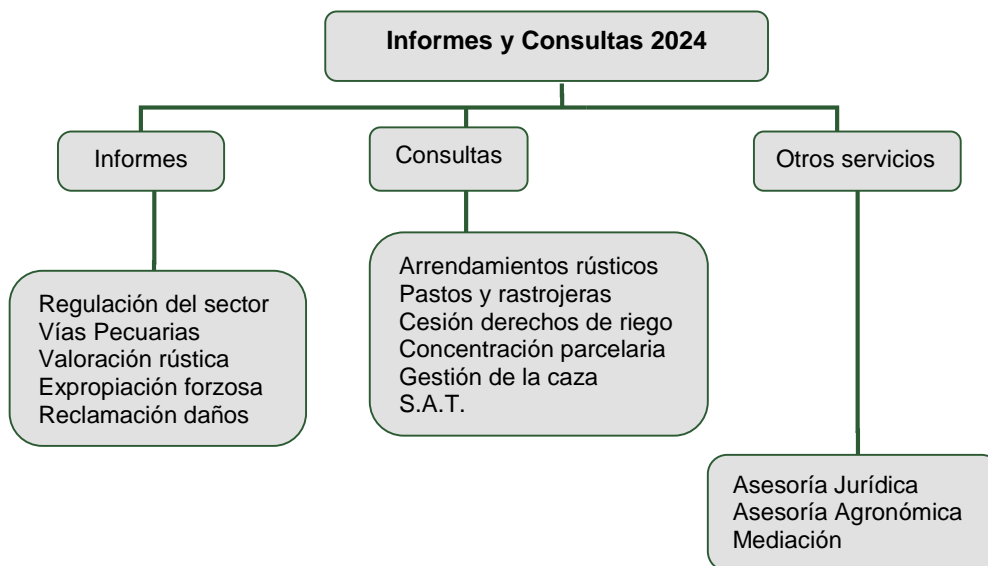 Informes y Consultas 2024
Informes
Consultas
Otros servicios
Regulación del sector
Vías Pecuarias
Valoración rústica
Expropiación forzosa
Reclamación daños
Arrendamientos rústicos
Pastos y rastrojeras
Cesión derechos de riego
Concentración parcelaria
Gestión de la caza
S.A.T.
Asesoría Jurídica
Asesoría Agronómica
Mediación